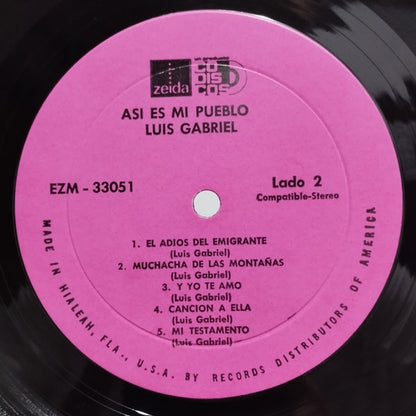 zeida
CODISCOS
ASI ES MI PUEBLO
LUIS GABRIEL
EZM - 33051
Lado 2
Compatible-Stereo
1. EL ADIOS DEL EMIGRANTE
(Luis Gabriel)
2. MUCHACHA DE LAS MONTAÑAS
(Luis Gabriel)
3. Y YO TE AMO
(Luis Gabriel)
4. CANCION A ELLA
(Luis Gabriel)
5. MI TESTAMENTO
(Luis Gabriel)
MADE IN HIALEAH, FLA., U.S.A. BY RECORDS DISTRIBUTORS OF AMERICA